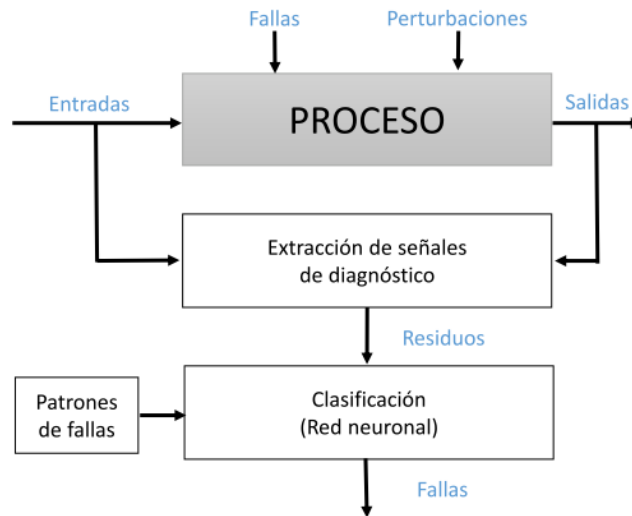 Fallas
Perturbaciones
Entradas
PROCESO
Salidas
Extracción de señales
de diagnóstico
Residuos
Patrones
de fallas
Clasificación
(Red neuronal)
Fallas